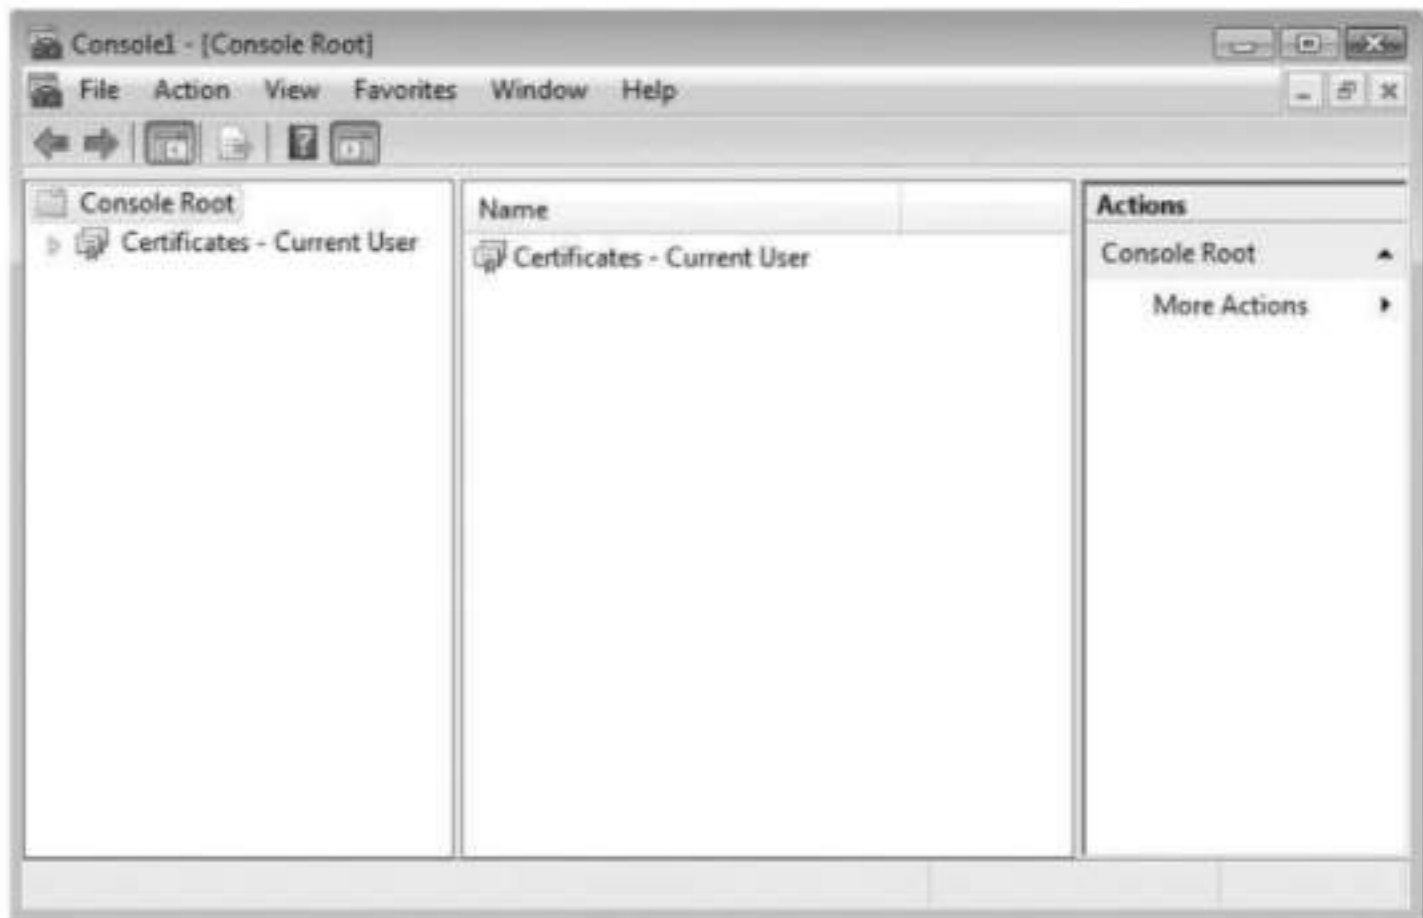 Console1 - [Console Root]
File Action View Favorites Window Help
Console Root
Certificates - Current User
Name
Certificates - Current User
Actions
Console Root
More Actions